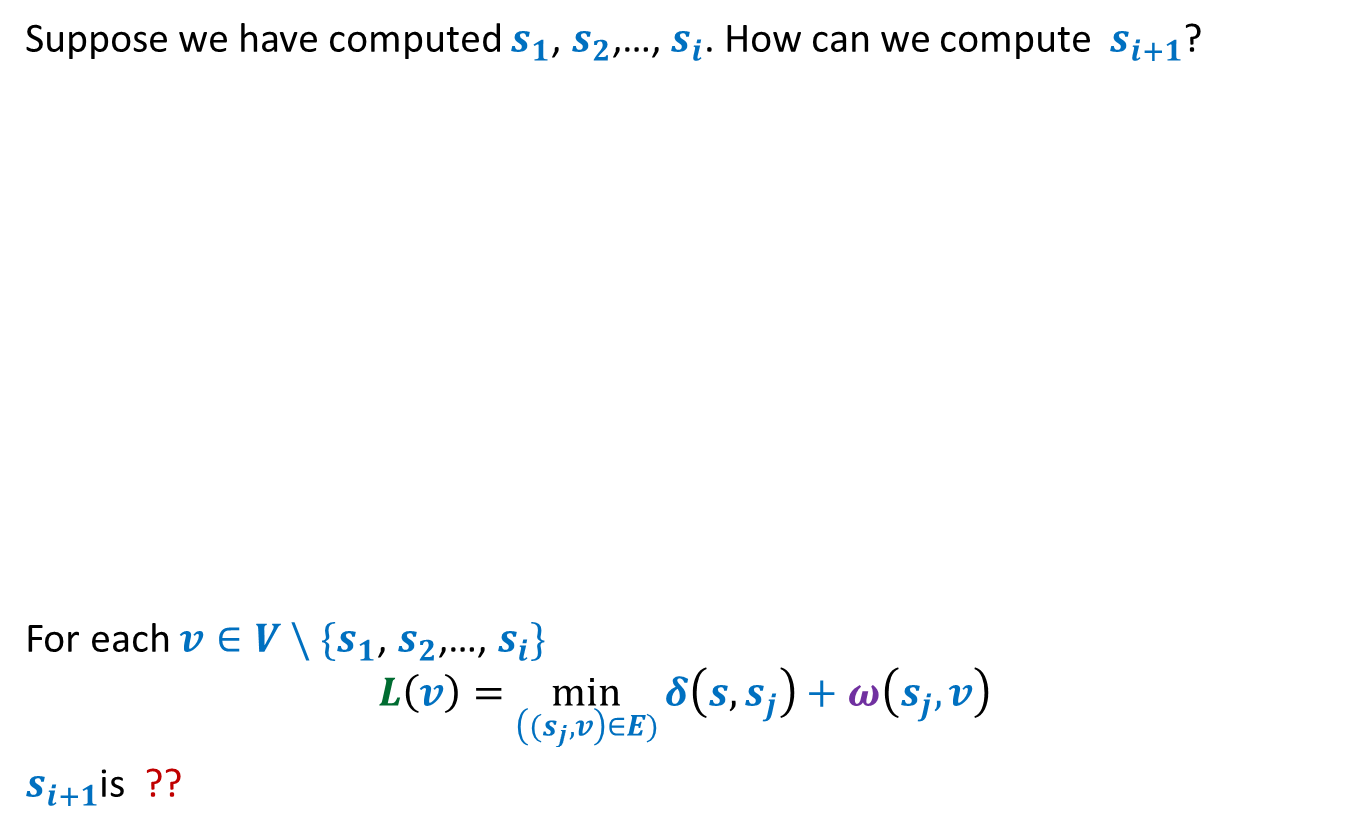 Suppose we have computed s₁, s₂,…, sᵢ. How can we compute sᵢ₊₁?
For each v ∈ V \ {s₁, s₂,…, sᵢ}
L(v) = min δ(s, sⱼ) + ω(sⱼ, v)
((sⱼ,v)∈E)
sᵢ₊₁ is ??